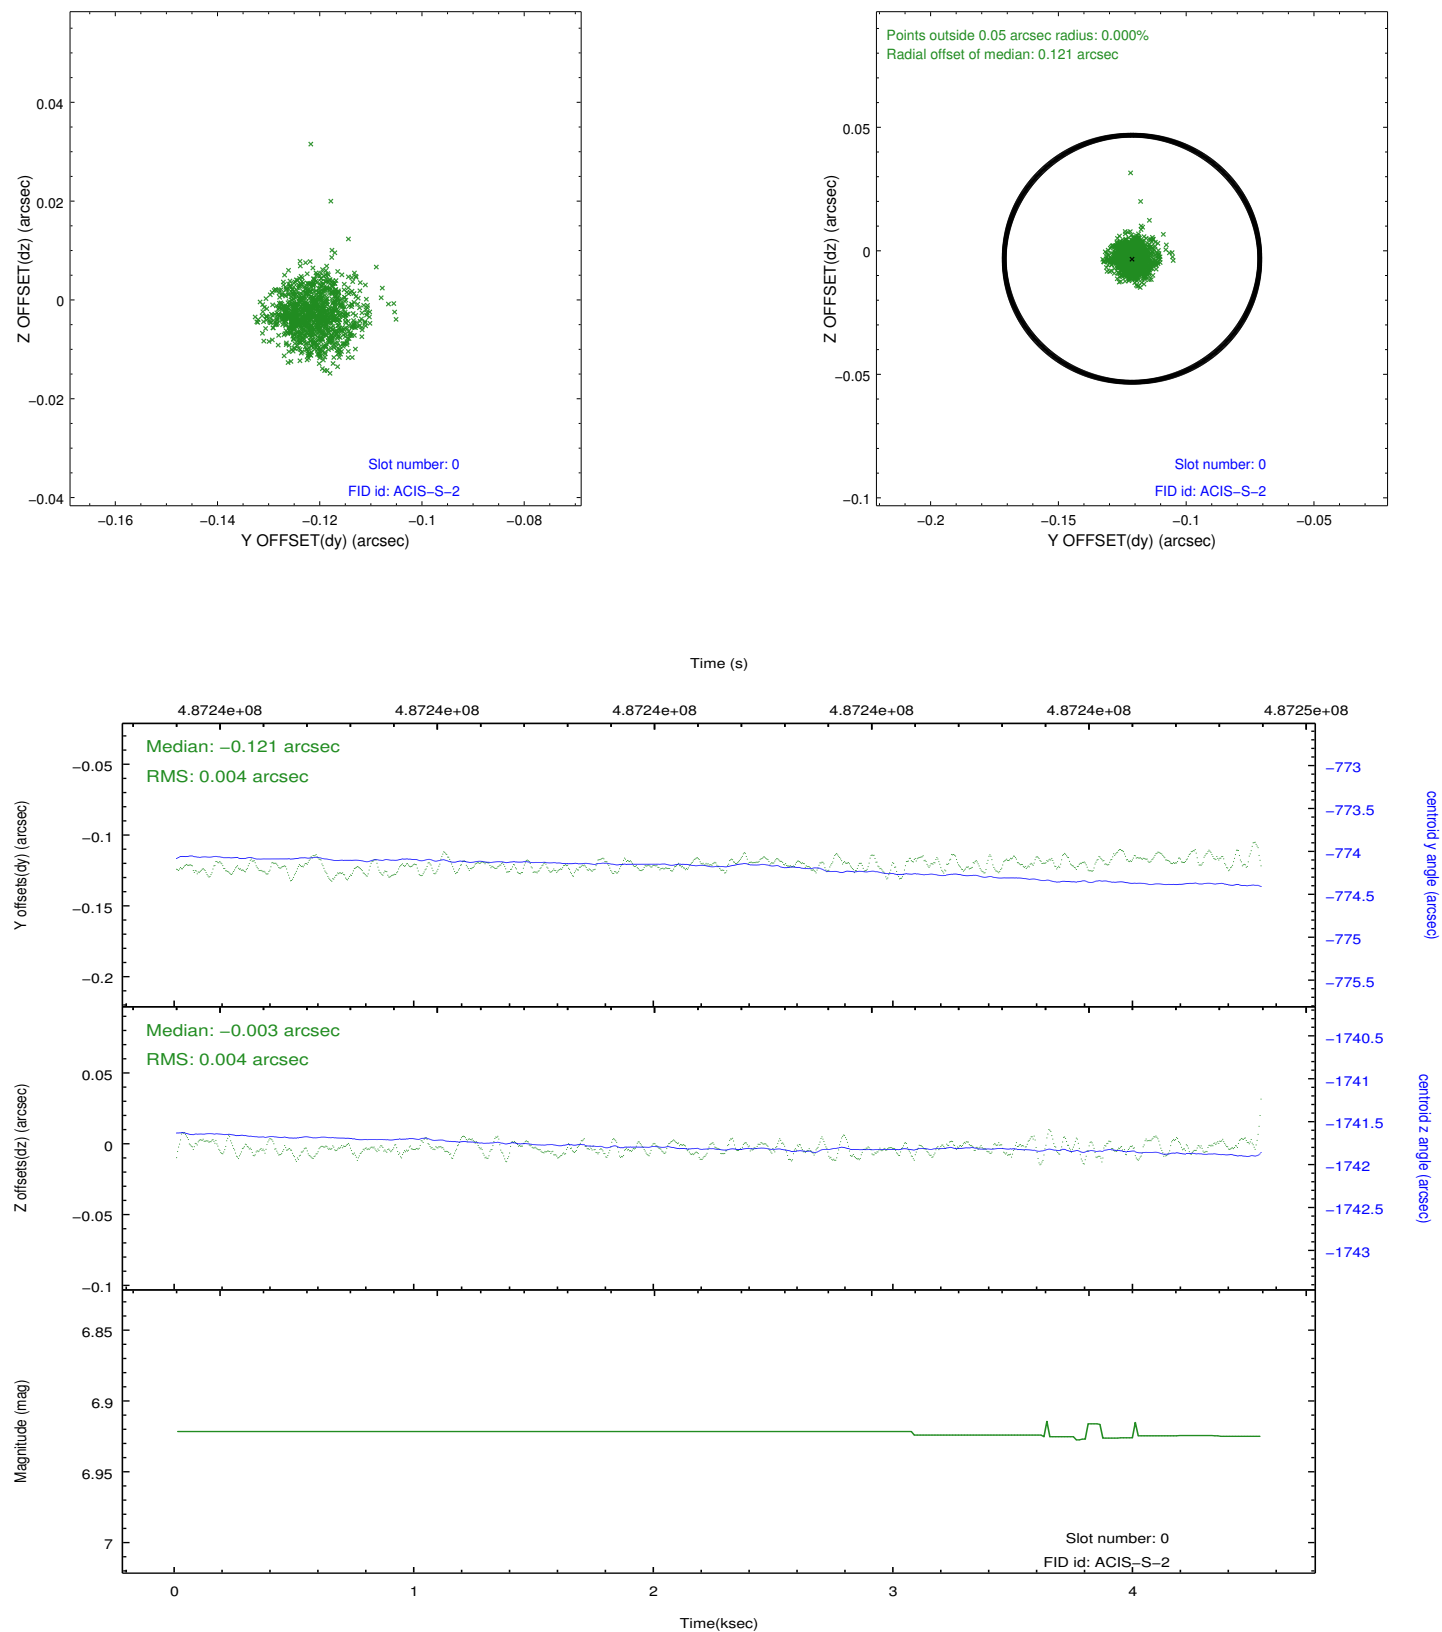 0.04
0.02
0
−0.02
−0.04
Z OFFSET(dz) (arcsec)
Slot number: 0
FID id: ACIS−S−2
−0.16
−0.14
−0.12
−0.1
−0.08
Y OFFSET(dy) (arcsec)
Points outside 0.05 arcsec radius: 0.000%
Radial offset of median: 0.121 arcsec
0.05
0
−0.05
−0.1
Z OFFSET(dz) (arcsec)
Slot number: 0
FID id: ACIS−S−2
−0.2
−0.15
−0.1
−0.05
Y OFFSET(dy) (arcsec)
Time (s)
4.8724e+08
4.8724e+08
4.8724e+08
4.8724e+08
4.8724e+08
4.8725e+08
Median: −0.121 arcsec
RMS: 0.004 arcsec
−0.05
−0.1
−0.15
−0.2
Y offsets(dy) (arcsec)
−773
−773.5
−774
−774.5
−775
−775.5
centroid y angle (arcsec)
Median: −0.003 arcsec
RMS: 0.004 arcsec
0.05
0
−0.05
−0.1
Z offsets(dz) (arcsec)
−1740.5
−1741
−1741.5
−1742
−1742.5
−1743
centroid z angle (arcsec)
6.85
6.9
6.95
7
Magnitude (mag)
Slot number: 0
FID id: ACIS−S−2
0
1
2
3
4
Time(ksec)